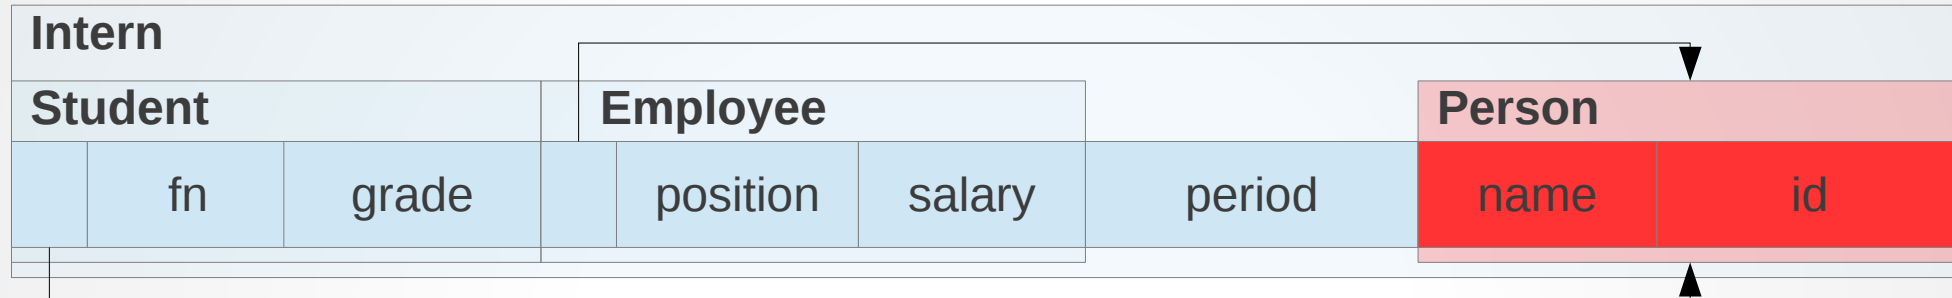 Intern
Student Employee Person
fn grade position salary period name id